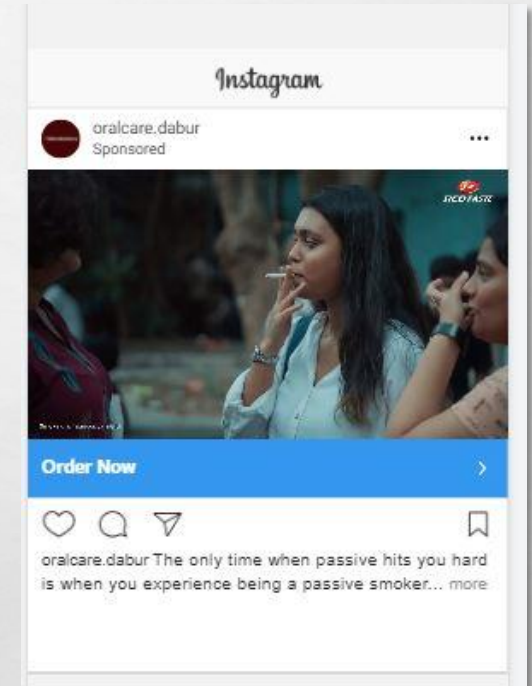 Instagram
oralcare.dabur
Sponsored
Order Now
oralcare.dabur The only time when passive hits you hard
is when you experience being a passive smoker... more